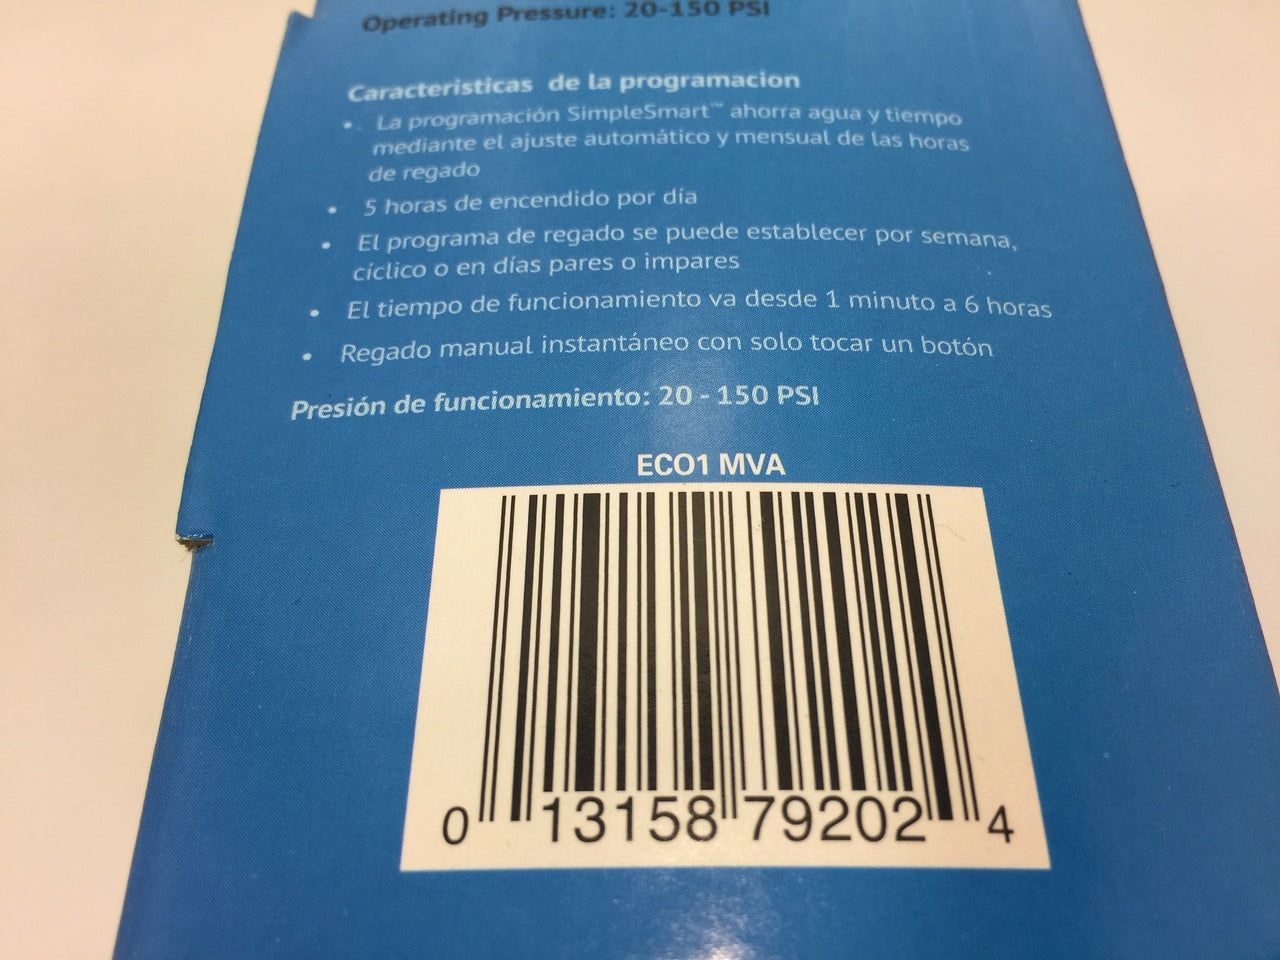 Operating Pressure: 20-150 PSI
Caracteristicas de la programacion
• La programación SimpleSmart™ ahorra agua y tiempo
mediante el ajuste automático y mensual de las horas
de regado
• 5 horas de encendido por día
• El programa de regado se puede establecer por semana,
cíclico o en días pares o impares
• El tiempo de funcionamiento va desde 1 minuto a 6 horas
• Regado manual instantáneo con solo tocar un botón
Presión de funcionamiento: 20 - 150 PSI
ECO1 MVA
0 13158 79202 4